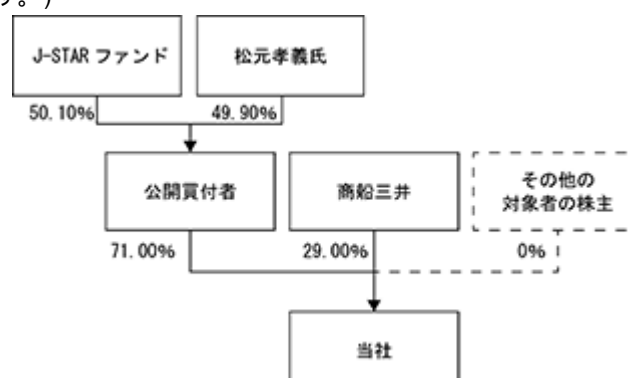 う。)
J-STAR ファンド
松元孝義氏
50.10%
49.90%
公開買付者
商船三井
その他の
対象者の株主
71.00%
29.00%
0%
当社